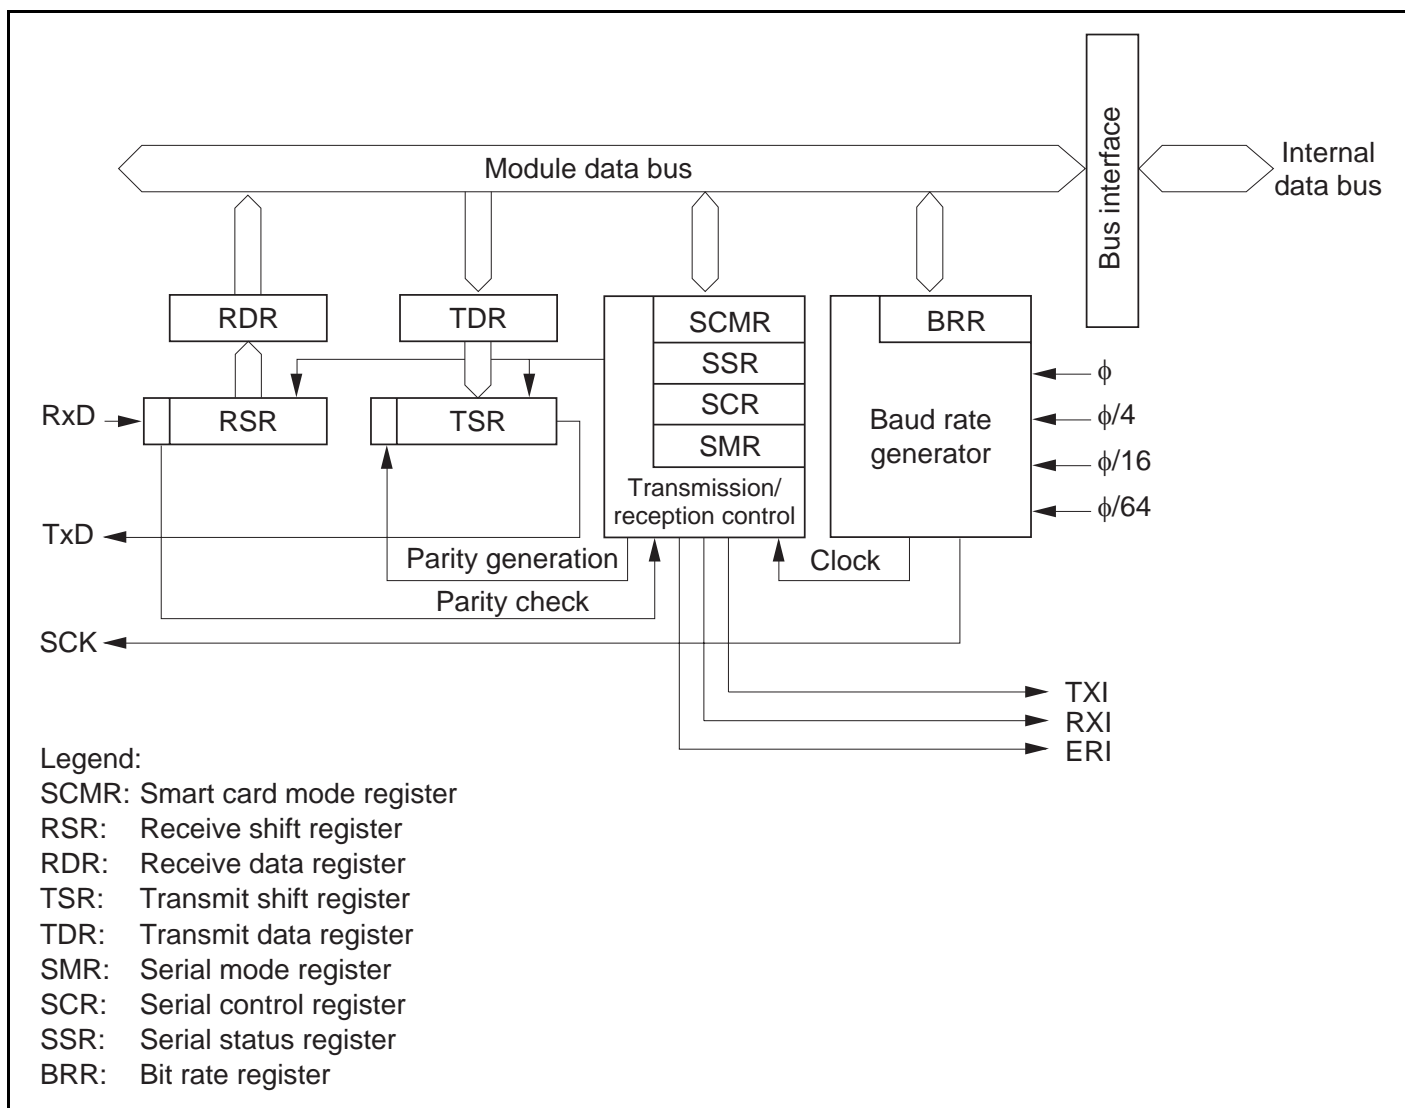 Bus interface
Internal
data bus
Module data bus
RDR
TDR
SCMR
BRR
SSR
SCR
SMR
RxD
RSR
TSR
Baud rate
generator
ϕ
ϕ/4
ϕ/16
ϕ/64
Transmission/
reception control
TxD
Parity generation
Clock
Parity check
SCK
TXI
RXI
ERI
Legend:
SCMR: Smart card mode register
RSR: Receive shift register
RDR: Receive data register
TSR: Transmit shift register
TDR: Transmit data register
SMR: Serial mode register
SCR: Serial control register
SSR: Serial status register
BRR: Bit rate register